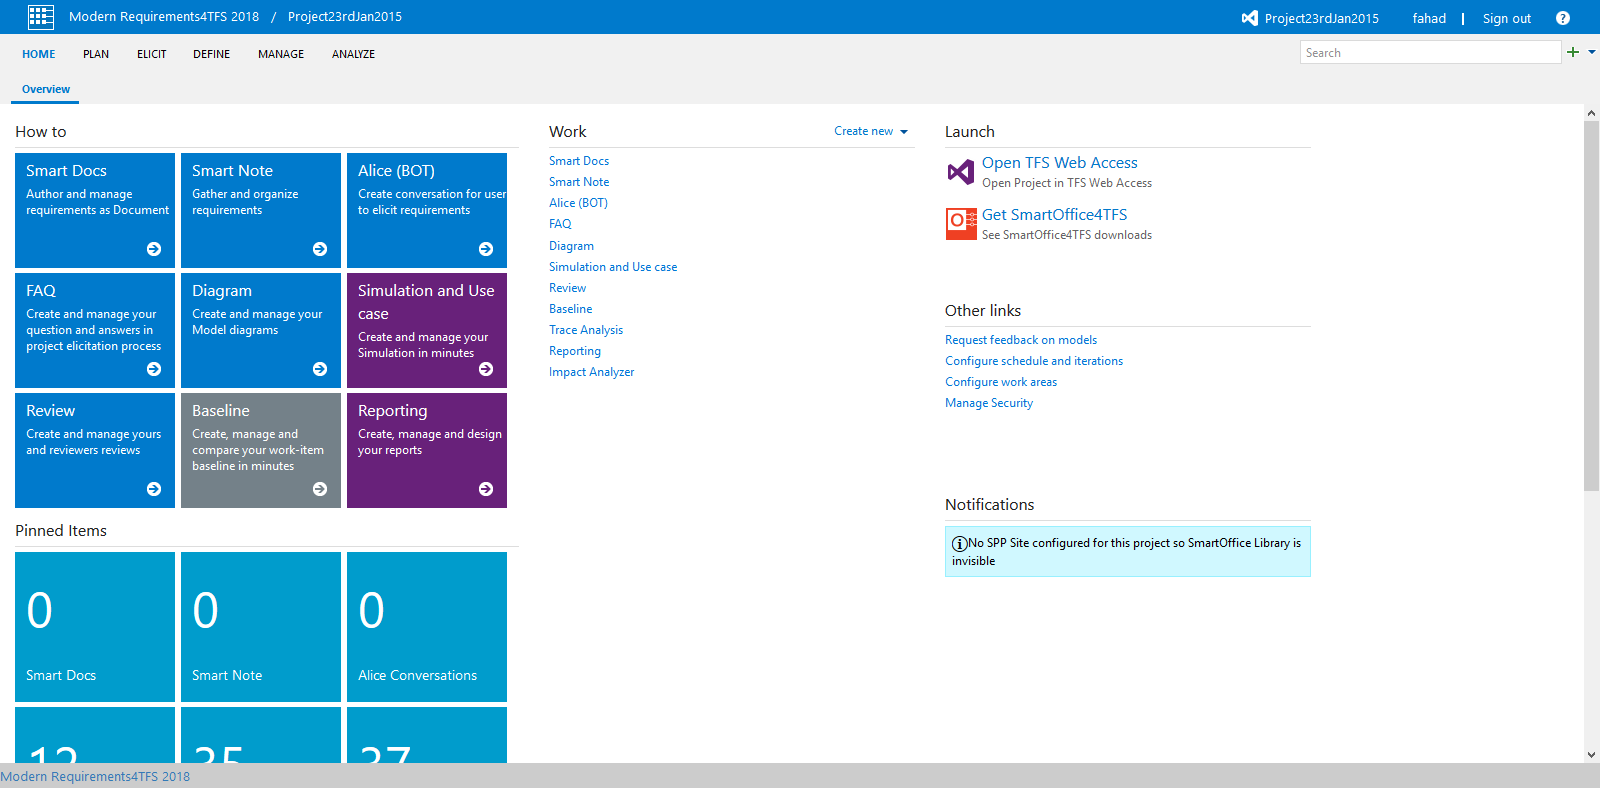 Modern Requirements4TFS 2018 / Project23rdJan2015
Project23rdJan2015 fahad | Sign out ?
HOME PLAN ELICIT DEFINE MANAGE ANALYZE
Search
Overview
How to
Smart Docs
Author and manage
requirements as Document
Smart Note
Gather and organize
requirements
Alice (BOT)
Create conversation for user
to elicit requirements
FAQ
Create and manage your
question and answers in
project elicitation process
Diagram
Create and manage your
Model diagrams
Simulation and Use
case
Create and manage your
Simulation in minutes
Review
Create and manage yours
and reviewers reviews
Baseline
Create, manage and
compare your work-item
baseline in minutes
Reporting
Create, manage and design
your reports
Pinned Items
0
Smart Docs
0
Smart Note
0
Alice Conversations
12
35
37
Work
Create new
Smart Docs
Smart Note
Alice (BOT)
FAQ
Diagram
Simulation and Use case
Review
Baseline
Trace Analysis
Reporting
Impact Analyzer
Launch
Open TFS Web Access
Open Project in TFS Web Access
Get SmartOffice4TFS
See SmartOffice4TFS downloads
Other links
Request feedback on models
Configure schedule and iterations
Configure work areas
Manage Security
Notifications
No SPP Site configured for this project so SmartOffice Library is
invisible
Modern Requirements4TFS 2018